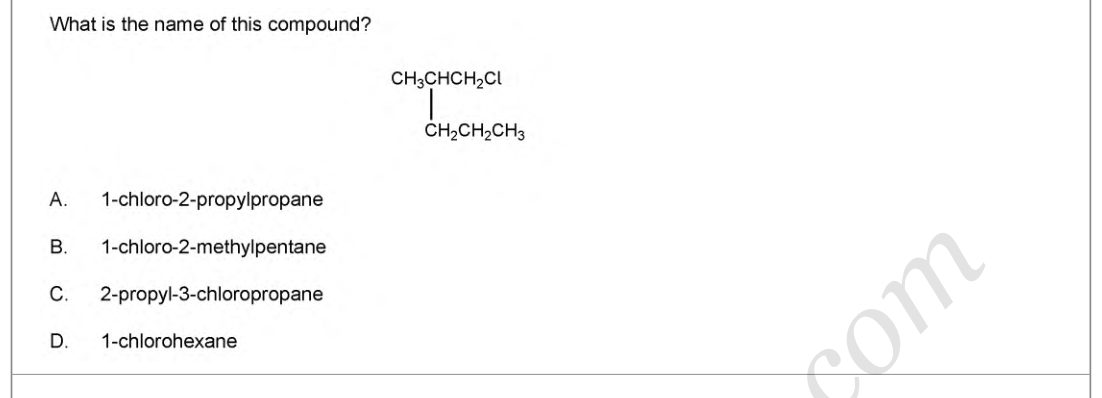 What is the name of this compound?
CH₃CHCH₂Cl
CH₂CH₂CH₃
A. 1-chloro-2-propylpropane
B. 1-chloro-2-methylpentane
C. 2-propyl-3-chloropropane
D. 1-chlorohexane
com